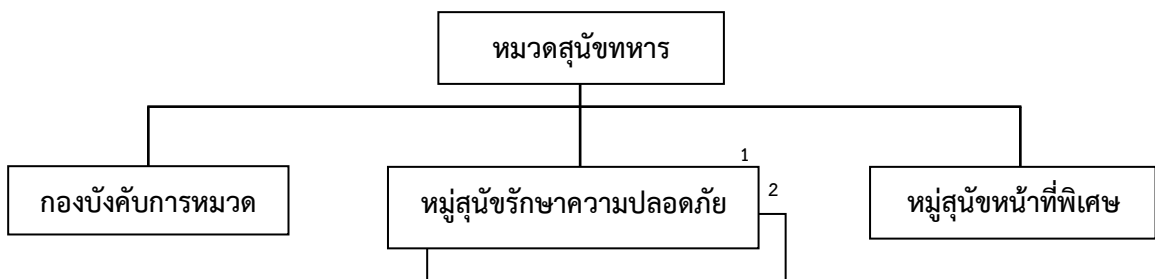 หมวดสุนัขทหาร
กองบังคับการหมวด
1
หมู่สุนัขรักษาความปลอดภัย
2
หมู่สุนัขหน้าที่พิเศษ